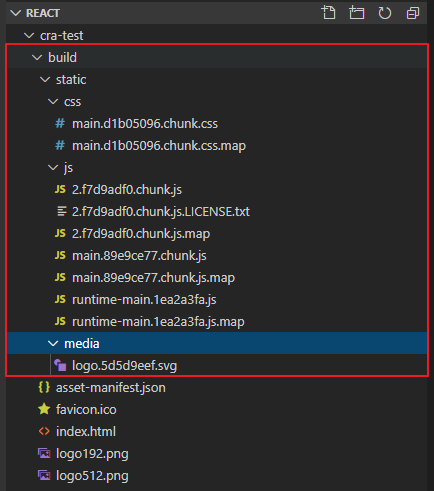 REACT
cra-test
build
static
css
# main.d1b05096.chunk.css
# main.d1b05096.chunk.css.map
js
JS 2.f7d9adf0.chunk.js
2.f7d9adf0.chunk.js.LICENSE.txt
JS 2.f7d9adf0.chunk.js.map
JS main.89e9ce77.chunk.js
JS main.89e9ce77.chunk.js.map
JS runtime-main.1ea2a3fa.js
JS runtime-main.1ea2a3fa.js.map
media
logo.5d5d9eef.svg
{} asset-manifest.json
favicon.ico
<> index.html
logo192.png
logo512.png